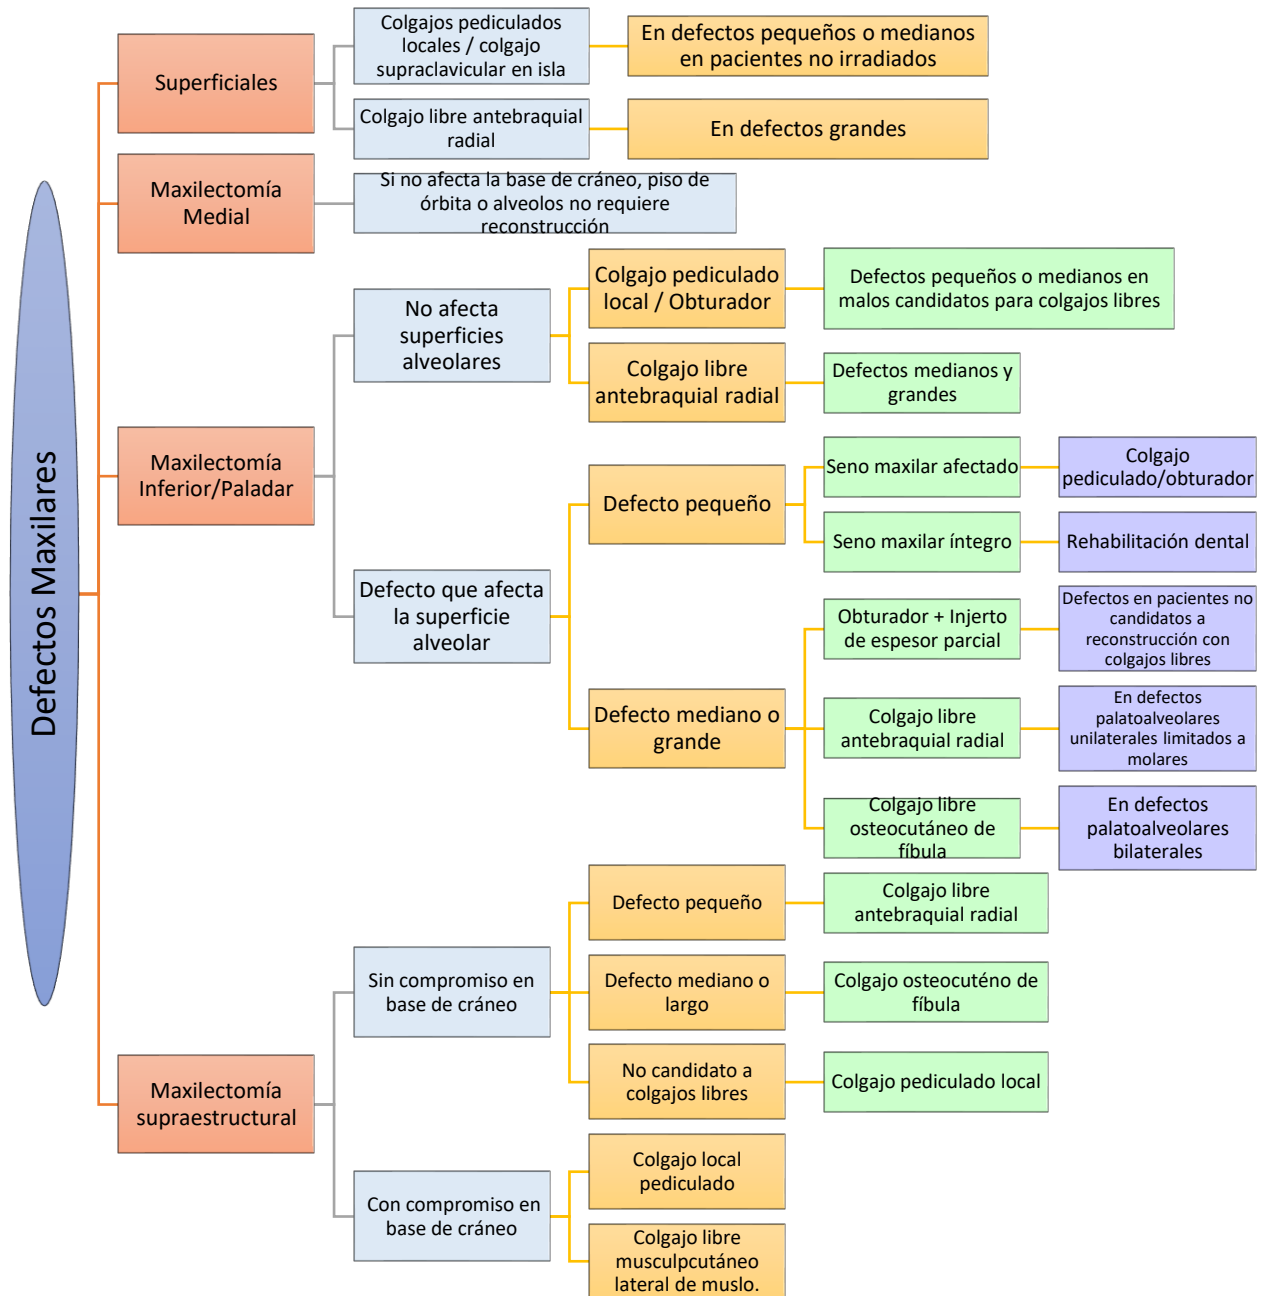 Defectos Maxilares
Superficiales
Colgajos pediculados
locales / colgajo
supraclavicular en isla
En defectos pequeños o medianos
en pacientes no irradiados
Colgajo libre antebraquial
radial
En defectos grandes
Maxilectomía
Medial
Si no afecta la base de cráneo, piso de
órbita o alveolos no requiere
reconstrucción
Maxilectomía
Inferior/Paladar
No afecta
superficies
alveolares
Colgajo pediculado
local / Obturador
Defectos pequeños o medianos en
malos candidatos para colgajos libres
Colgajo libre
antebraquial radial
Defectos medianos y
grandes
Defecto que afecta
la superficie
alveolar
Defecto pequeño
Seno maxilar afectado
Colgajo
pediculado/obturador
Seno maxilar íntegro
Rehabilitación dental
Defecto mediano o
grande
Obturador + Injerto
de espesor parcial
Defectos en pacientes no
candidatos a
reconstrucción con
colgajos libres
Colgajo libre
antebraquial radial
En defectos
palatoalveolares
unilaterales limitados a
molares
Colgajo libre
osteocutáneo de
fíbula
En defectos
palatoalveolares
bilaterales
Maxilectomía
supraestructural
Sin compromiso en
base de cráneo
Defecto pequeño
Colgajo libre
antebraquial radial
Defecto mediano o
largo
Colgajo osteocuténo de
fíbula
No candidato a
colgajos libres
Colgajo pediculado local
Con compromiso en
base de cráneo
Colgajo local
pediculado
Colgajo libre
musculpcutáneo
lateral de muslo.